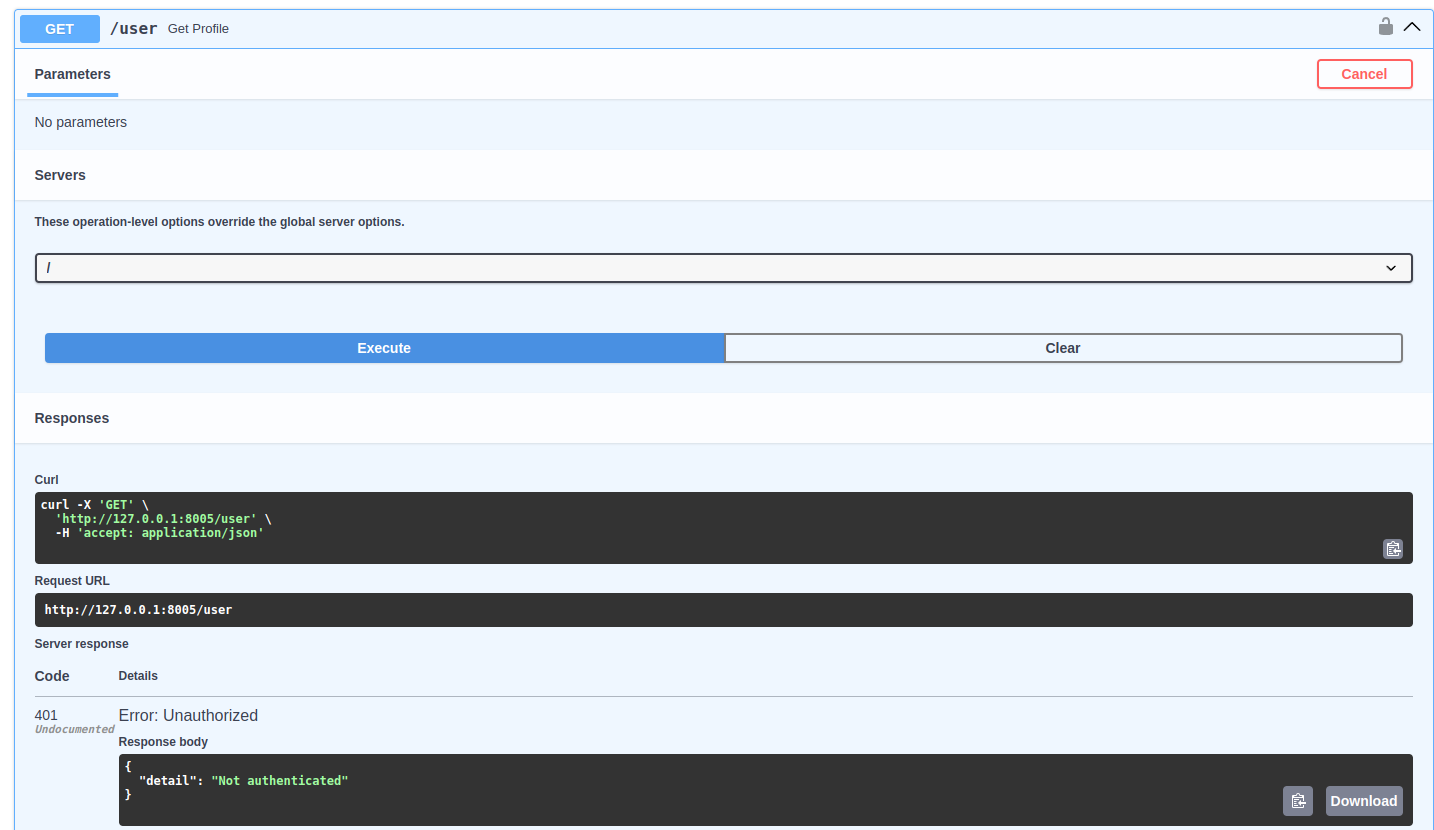 GET /user Get Profile
Parameters
Cancel
No parameters
Servers
These operation-level options override the global server options.
/
Execute
Clear
Responses
Curl
curl -X 'GET' \
  'http://127.0.0.1:8005/user' \
  -H 'accept: application/json'
Request URL
http://127.0.0.1:8005/user
Server response
Code Details
401 Error: Unauthorized
Undocumented
Response body
{
  "detail": "Not authenticated"
}
Download